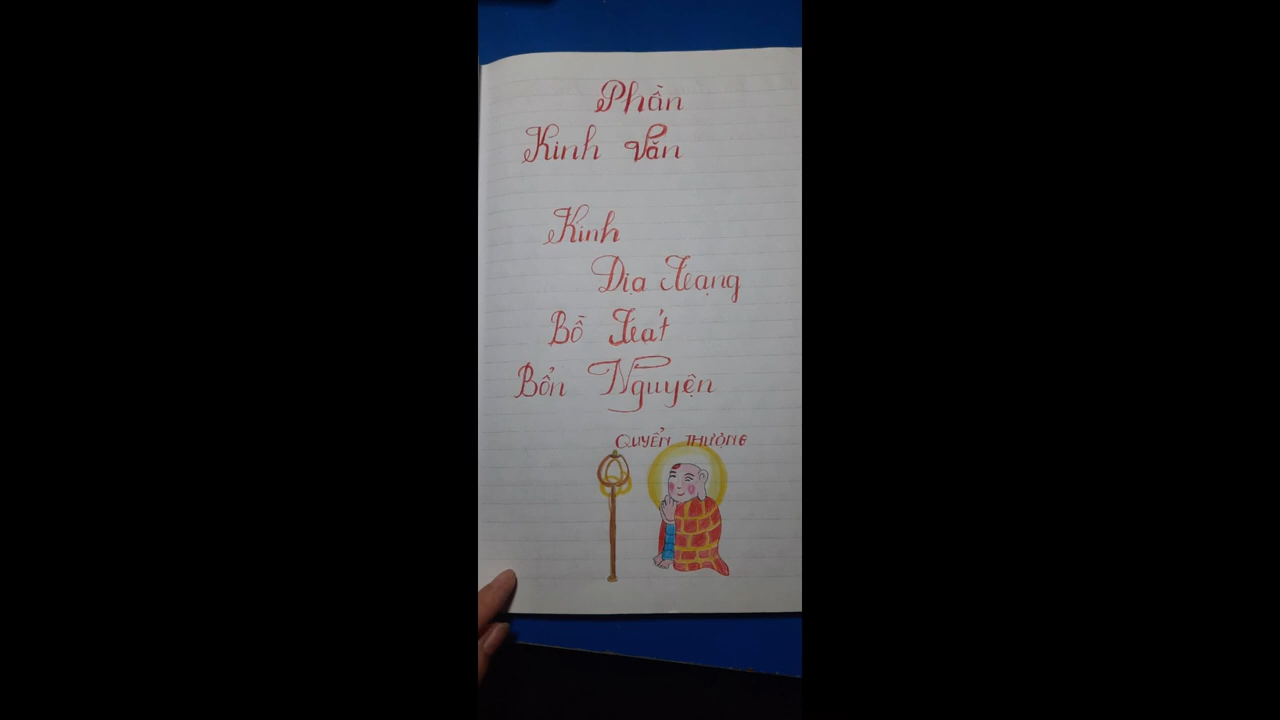 Phần
Kinh Văn
Kinh
Địa Tạng
Bồ Tát
Bổn Nguyện
QUYỂN THƯỢNG